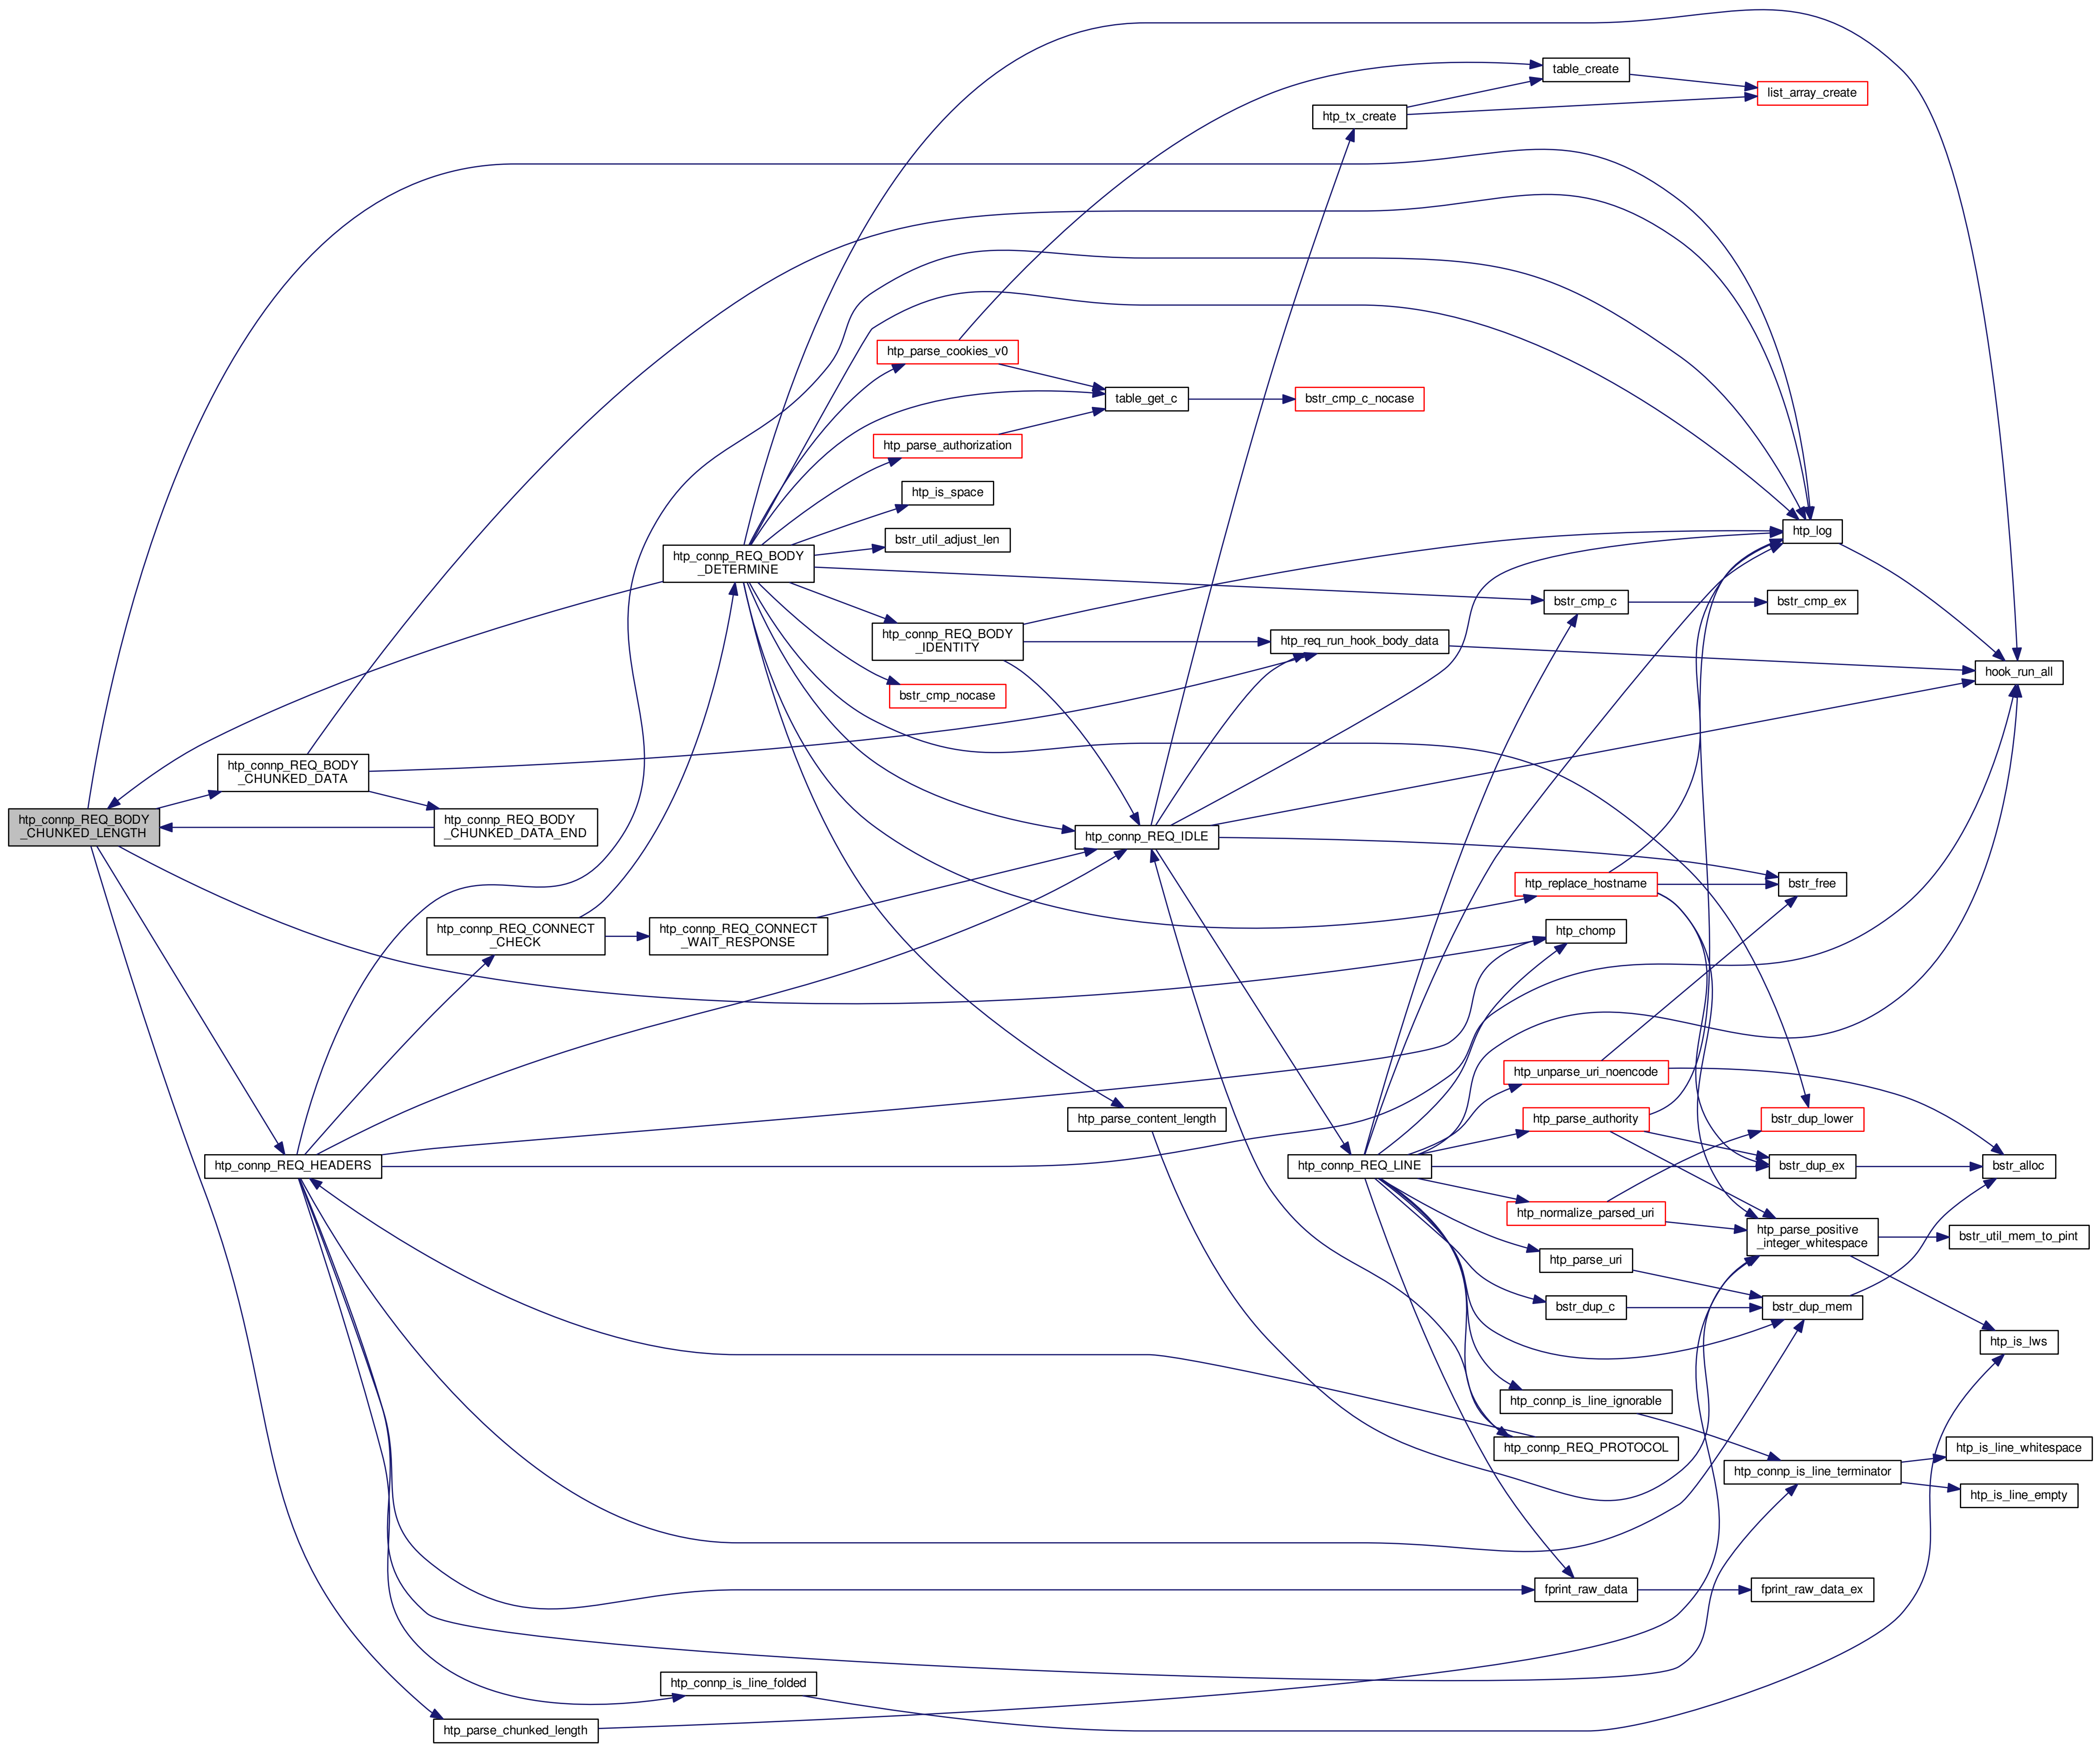 table_create
list_array_create
htp_tx_create
htp_parse_cookies_v0
table_get_c
bstr_cmp_c_nocase
htp_parse_authorization
htp_is_space
htp_log
bstr_util_adjust_len
htp_connp_REQ_BODY
_DETERMINE
bstr_cmp_c
bstr_cmp_ex
htp_connp_REQ_BODY
_IDENTITY
htp_req_run_hook_body_data
hook_run_all
bstr_cmp_nocase
htp_connp_REQ_BODY
_CHUNKED_DATA
htp_connp_REQ_BODY
_CHUNKED_LENGTH
htp_connp_REQ_BODY
_CHUNKED_DATA_END
htp_connp_REQ_IDLE
htp_replace_hostname
bstr_free
htp_connp_REQ_CONNECT
_CHECK
htp_connp_REQ_CONNECT
_WAIT_RESPONSE
htp_chomp
htp_unparse_uri_noencode
htp_parse_content_length
htp_parse_authority
bstr_dup_lower
htp_connp_REQ_HEADERS
htp_connp_REQ_LINE
bstr_dup_ex
bstr_alloc
htp_normalize_parsed_uri
htp_parse_positive
_integer_whitespace
bstr_util_mem_to_pint
htp_parse_uri
bstr_dup_c
bstr_dup_mem
htp_is_lws
htp_connp_is_line_ignorable
htp_connp_REQ_PROTOCOL
htp_is_line_whitespace
htp_connp_is_line_terminator
htp_is_line_empty
fprint_raw_data
fprint_raw_data_ex
htp_connp_is_line_folded
htp_parse_chunked_length